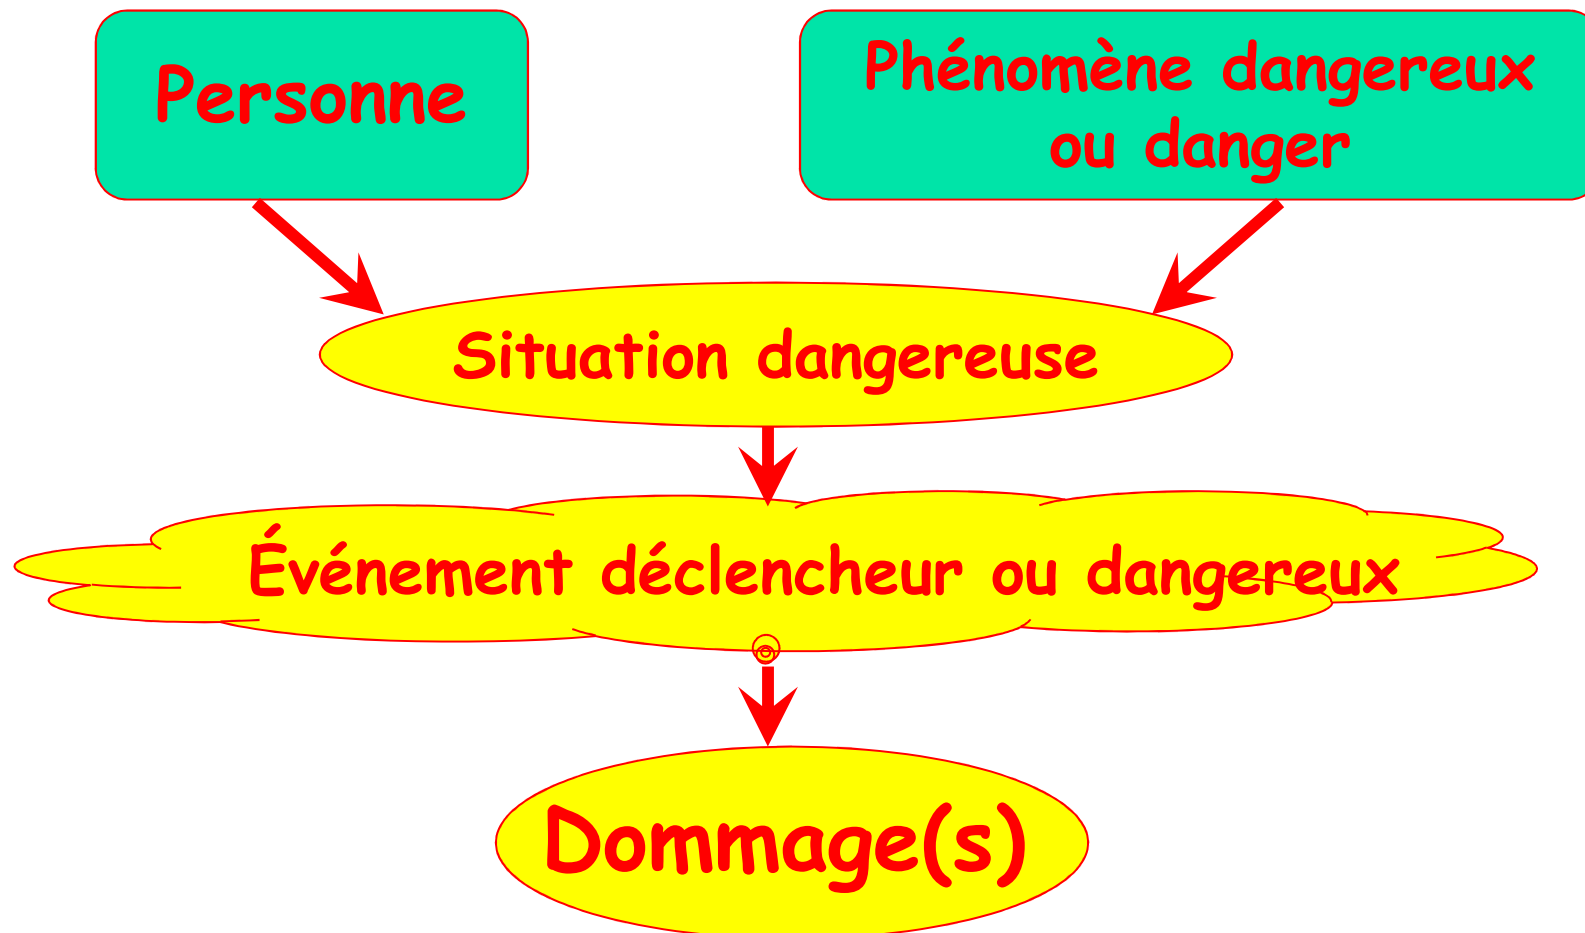 Personne
Phénomène dangereux
ou danger
Situation dangereuse
Événement déclencheur ou dangereux
Dommage(s)